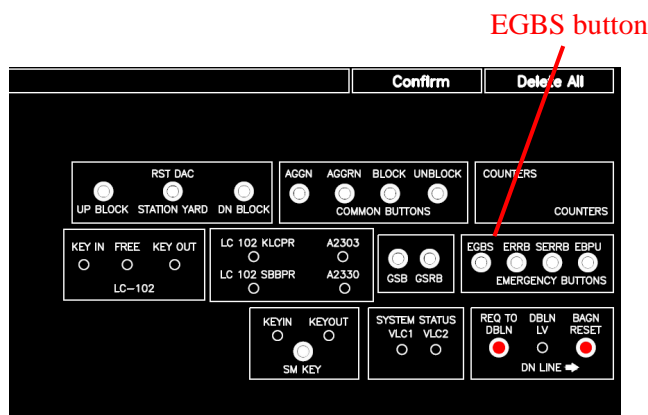 EGBS button
Confirm Delete All
RST DAC
UP BLOCK STATION YARD DN BLOCK
AGGN AGGRN BLOCK UNBLOCK
COMMON BUTTONS
COUNTERS
COUNTERS
KEY IN FREE KEY OUT
LC-102
LC 102 KLCPR A2303
LC 102 SBBPR A2330
GSB GSRB
EGBS ERRB SERRB EBPU
EMERGENCY BUTTONS
KEYIN KEYOUT
SM KEY
SYSTEM STATUS
VLC1 VLC2
REQ TO DBLN BAGN
DBLN LV RESET
DN LINE